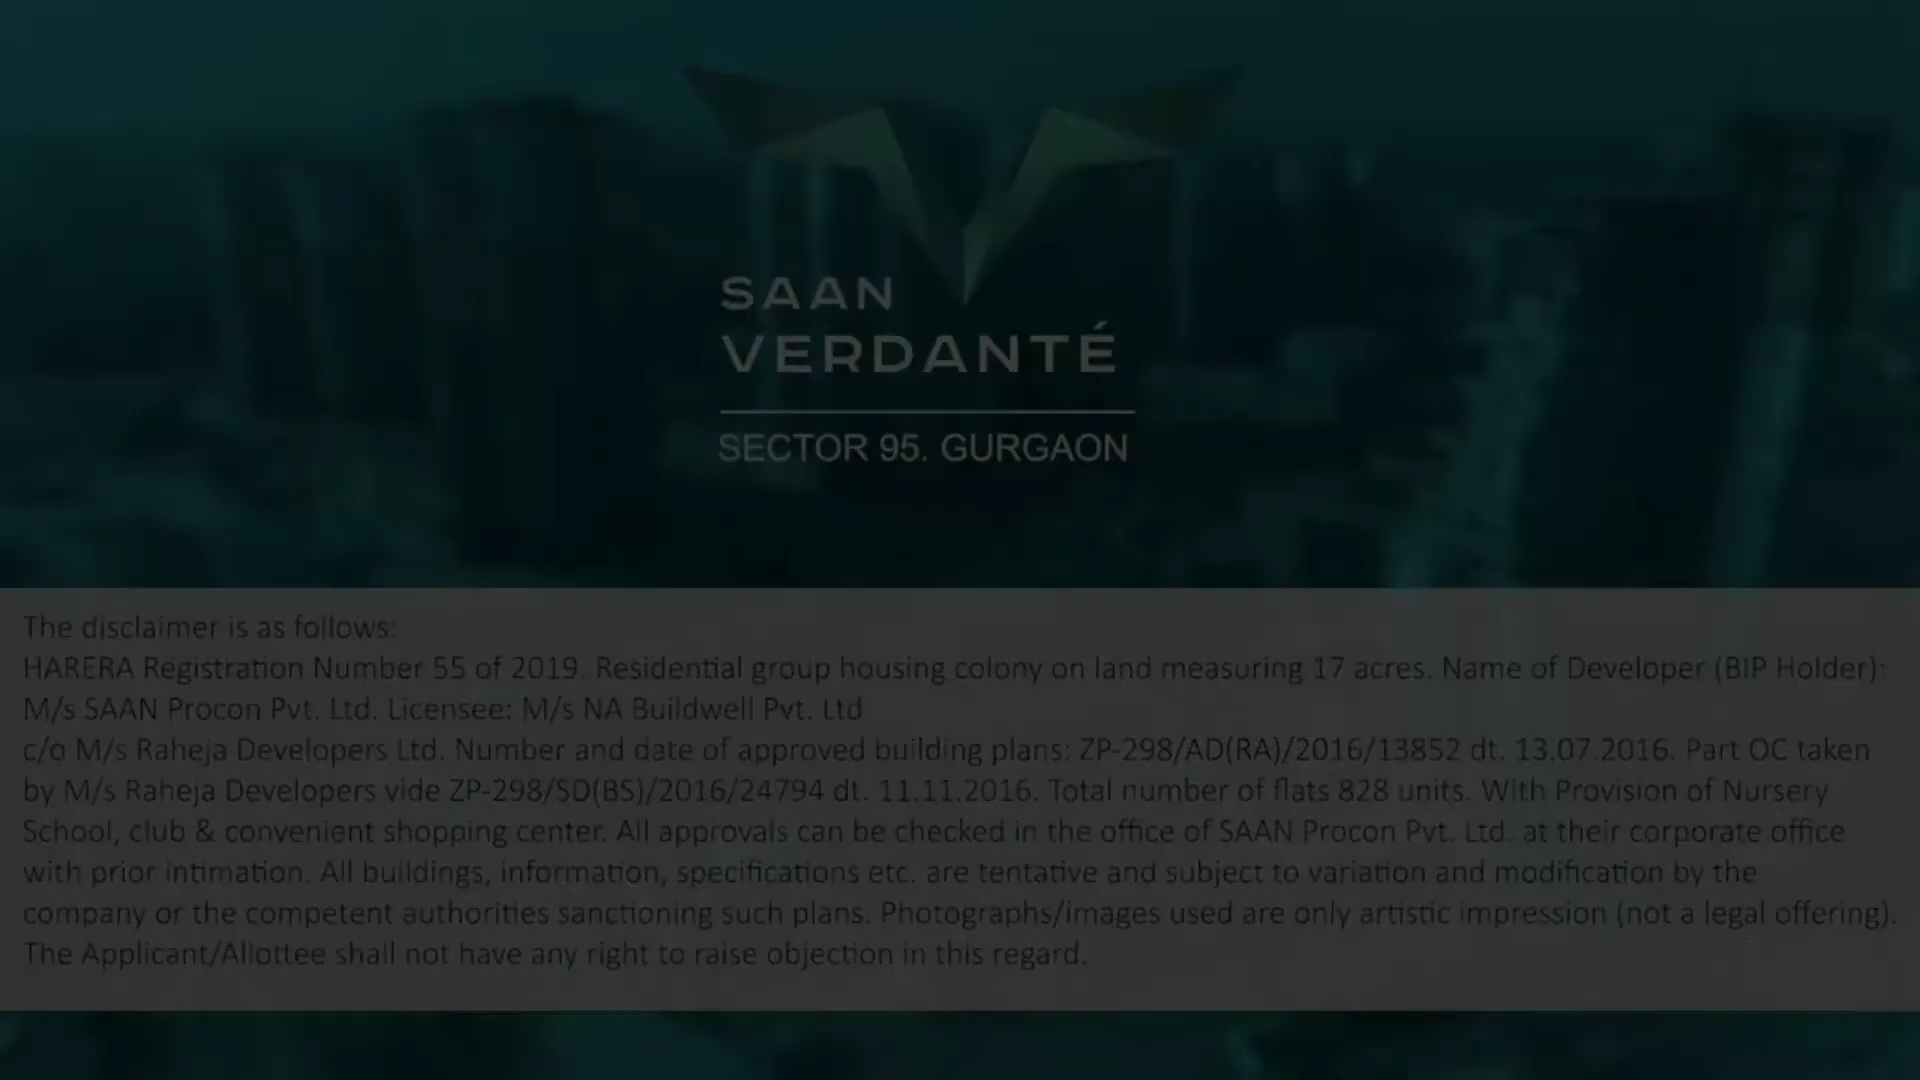 SAAN
VERDANTÉ
SECTOR 95. GURGAON
The disclaimer is as follows:
HARERA Registration Number 55 of 2019. Residential group housing colony on land measuring 17 acres. Name of Developer (BIP Holder):
M/s SAAN Procon Pvt. Ltd. Licensee: M/s NA Buildwell Pvt. Ltd
c/o M/s Raheja Developers Ltd. Number and date of approved building plans: ZP-298/AD(RA)/2016/13852 dt. 13.07.2016. Part OC taken
by M/s Raheja Developers vide ZP-298/SD(BS)/2016/24794 dt. 11.11.2016. Total number of flats 828 units. With Provision of Nursery
School, club & convenient shopping center. All approvals can be checked in the office of SAAN Procon Pvt. Ltd. at their corporate office
with prior intimation. All buildings, information, specifications etc. are tentative and subject to variation and modification by the
company or the competent authorities sanctioning such plans. Photographs/images used are only artistic impression (not a legal offering).
The Applicant/Allottee shall not have any right to raise objection in this regard.